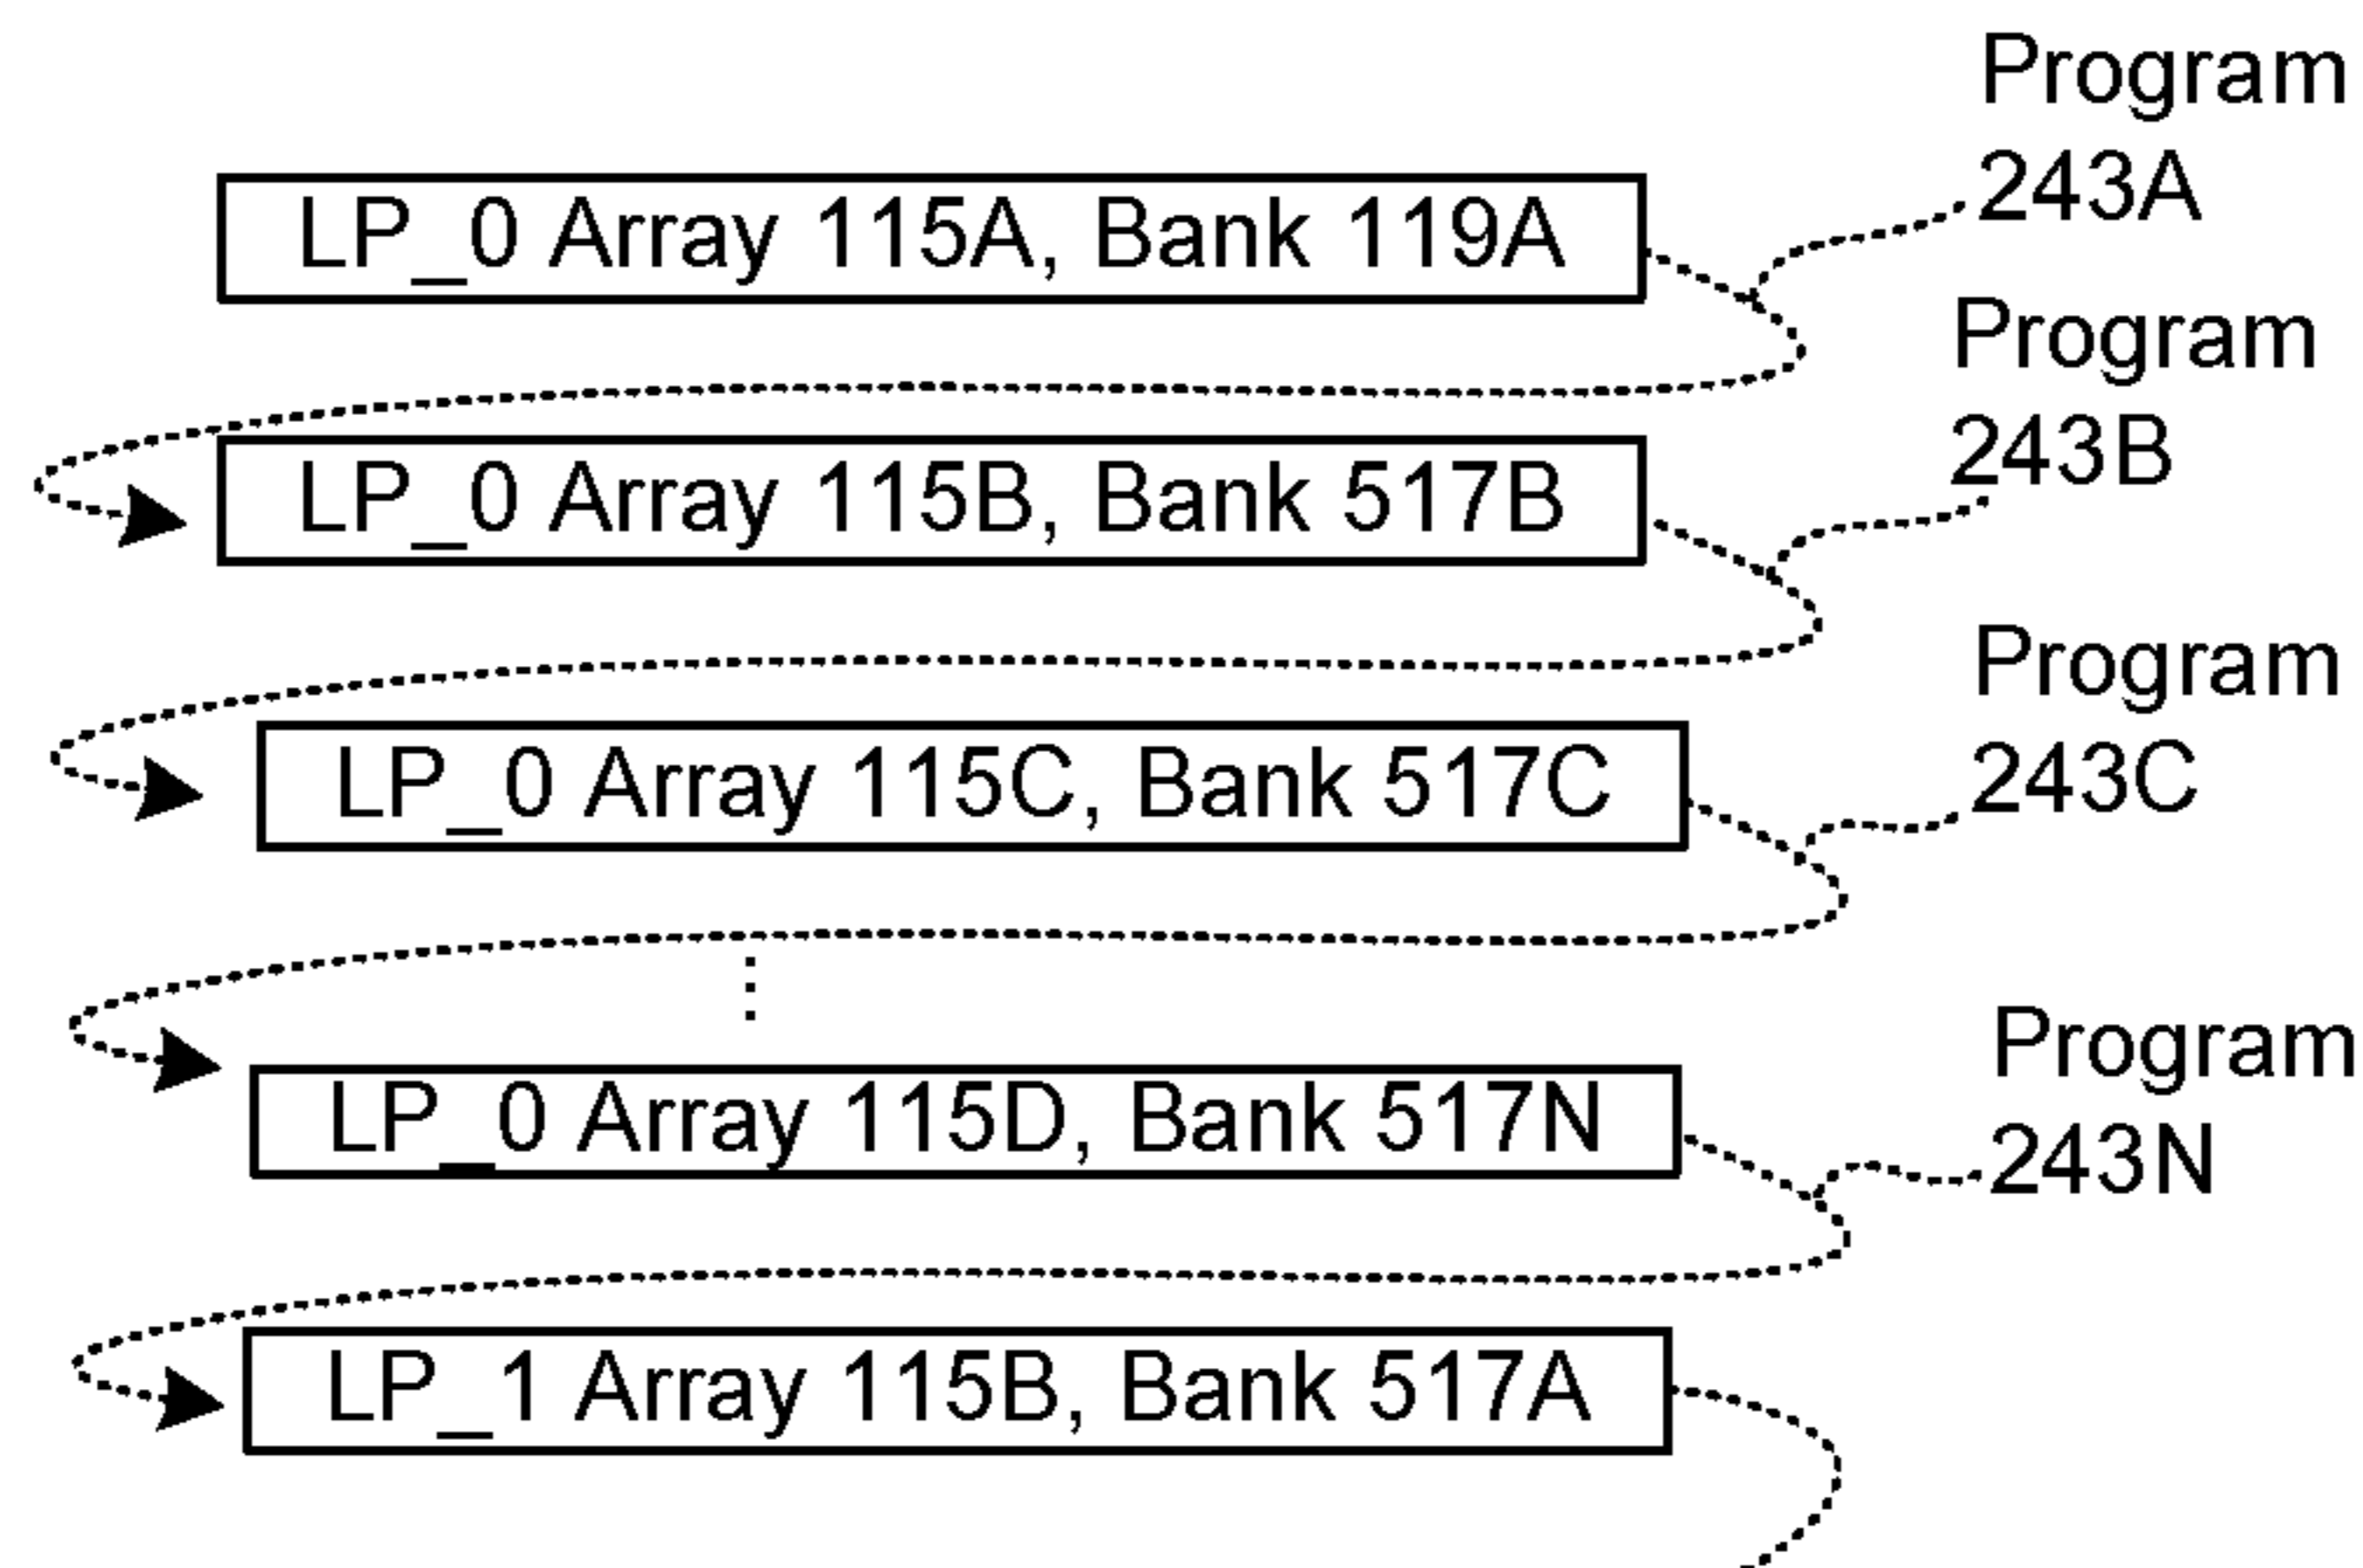 Program
243A
LP_0 Array 115A, Bank 119A
Program
243B
LP_0 Array 115B, Bank 517B
Program
243C
LP_0 Array 115C, Bank 517C
Program
243N
LP_0 Array 115D, Bank 517N
LP_1 Array 115B, Bank 517A